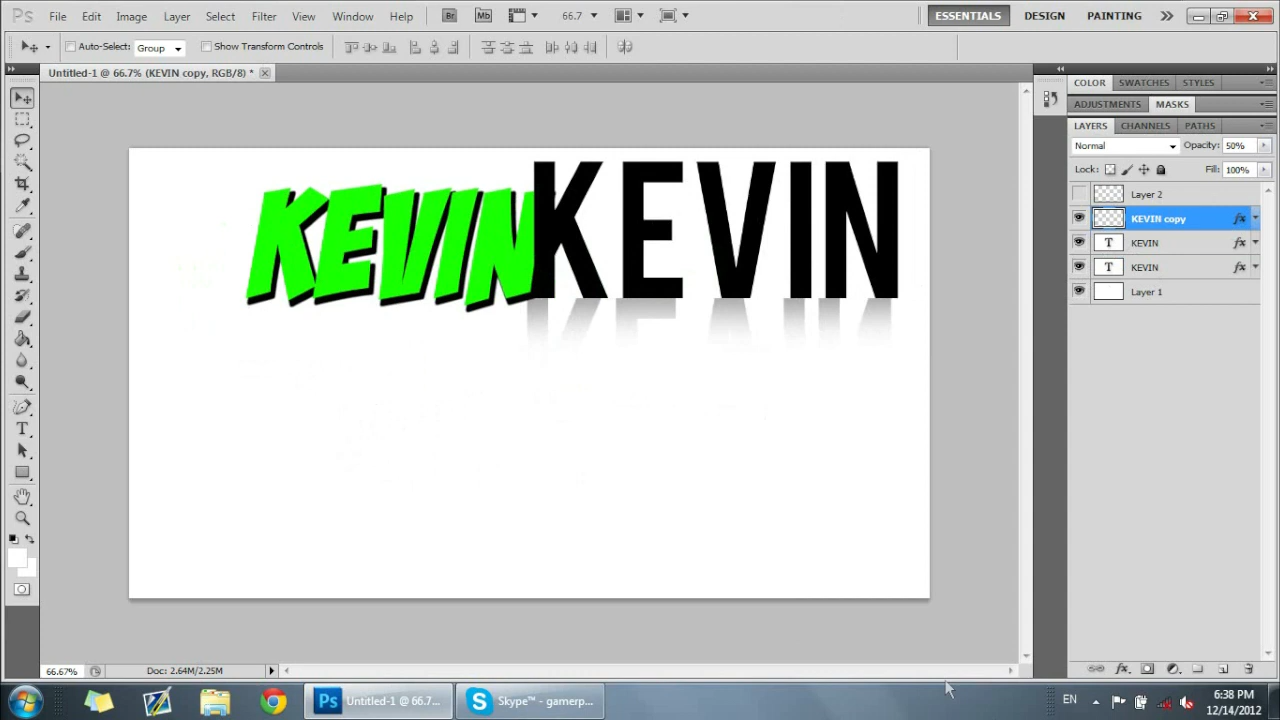 Ps File Edit Image Layer Select Filter View Window Help Br Mb 66.7 ESSENTIALS DESIGN PAINTING
Auto-Select: Group Show Transform Controls
Untitled-1 @ 66.7% (KEVIN copy, RGB/8) *
COLOR SWATCHES STYLES
ADJUSTMENTS MASKS
LAYERS CHANNELS PATHS
Normal Opacity: 50%
Lock: Fill: 100%
Layer 2
KEVIN copy fx
T KEVIN
T KEVIN fx
Layer 1
KEVIN
KEVIN
66.67% Doc: 2.64M/2.25M
Ps Untitled-1 @ 66.7... Skype™ - gamerp... EN 6:38 PM
12/14/2012